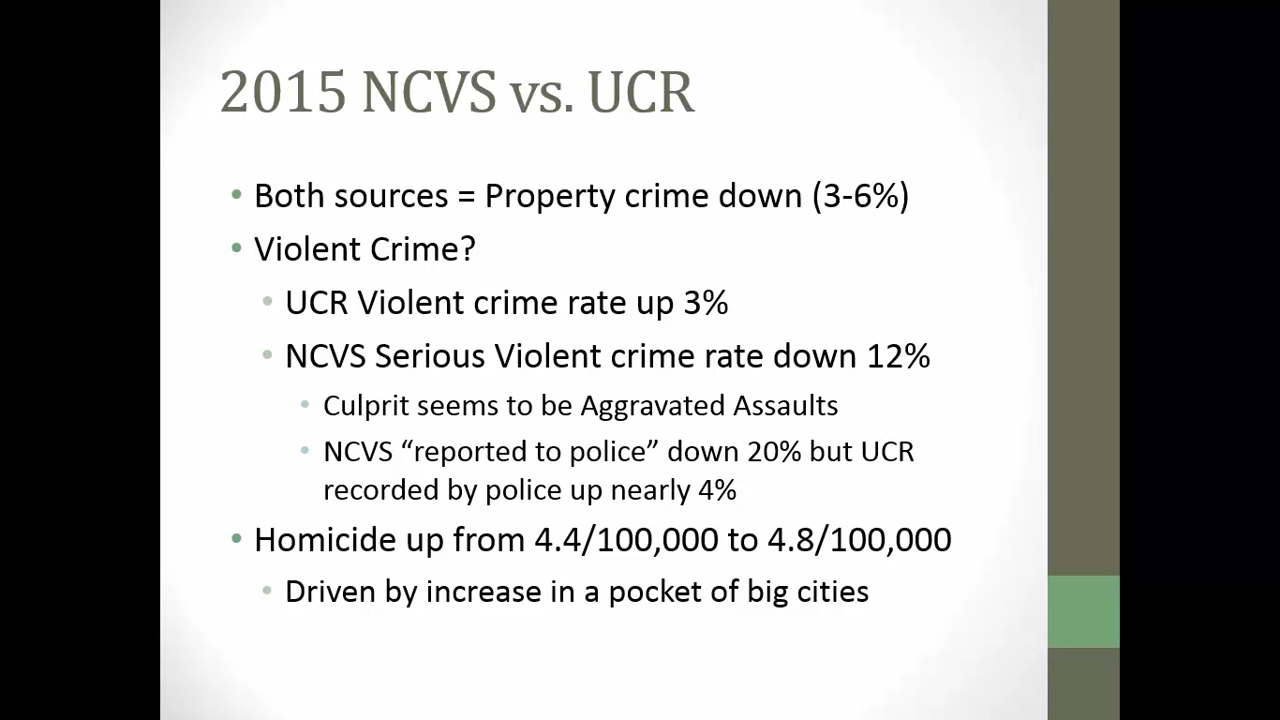 2015 NCVS vs. UCR
• Both sources = Property crime down (3-6%)
• Violent Crime?
• UCR Violent crime rate up 3%
• NCVS Serious Violent crime rate down 12%
• Culprit seems to be Aggravated Assaults
• NCVS “reported to police” down 20% but UCR
recorded by police up nearly 4%
• Homicide up from 4.4/100,000 to 4.8/100,000
• Driven by increase in a pocket of big cities